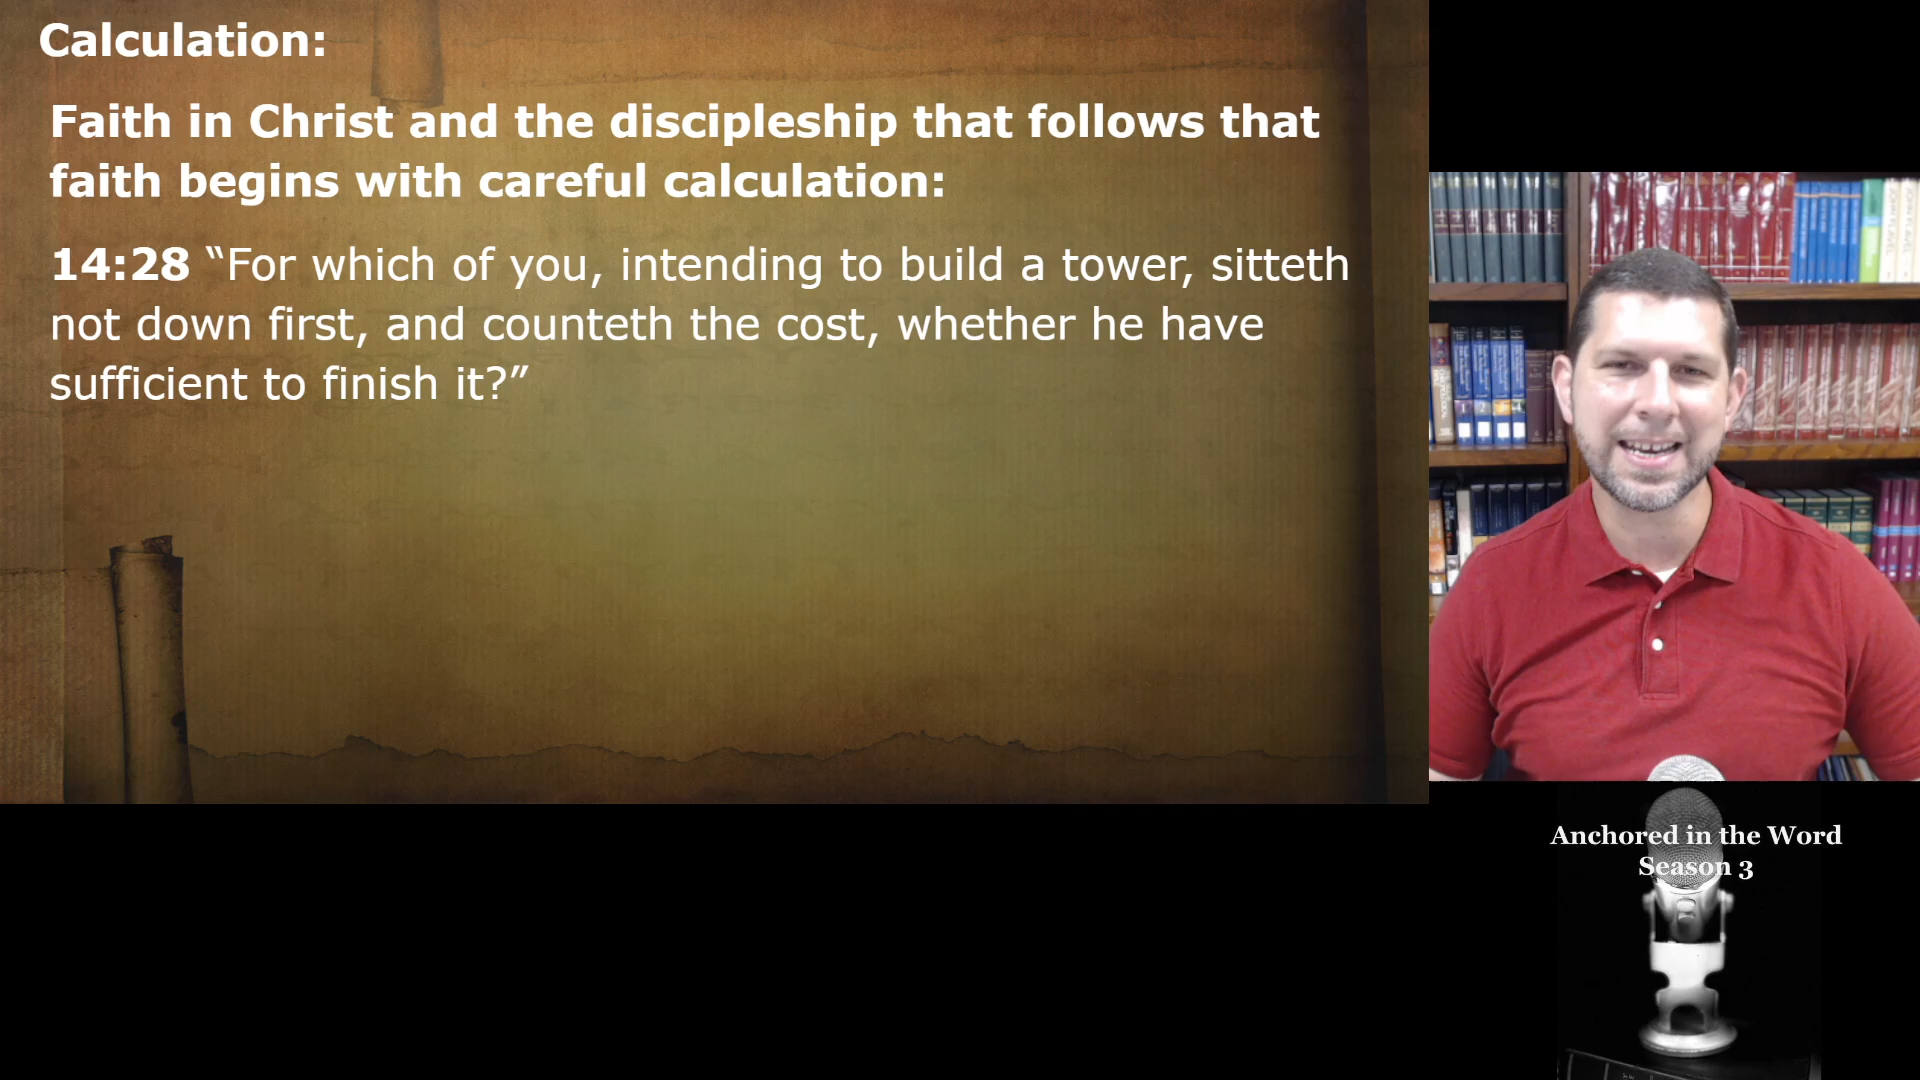 Calculation:
Faith in Christ and the discipleship that follows that
faith begins with careful calculation:
14:28 “For which of you, intending to build a tower, sitteth
not down first, and counteth the cost, whether he have
sufficient to finish it?”
Anchored in the Word
Season 3